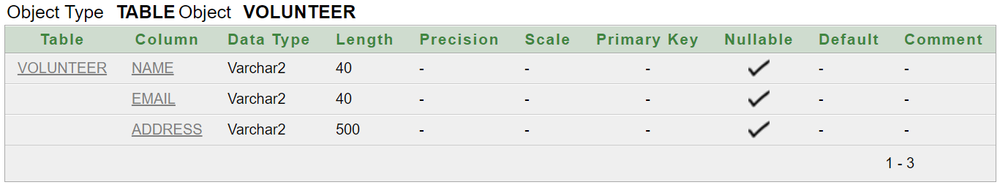 Object Type TABLE Object VOLUNTEER
Table Column Data Type Length Precision Scale Primary Key Nullable Default Comment
VOLUNTEER NAME Varchar2 40 - - - - -
EMAIL Varchar2 40 - - - - -
ADDRESS Varchar2 500 - - - - -
1 - 3